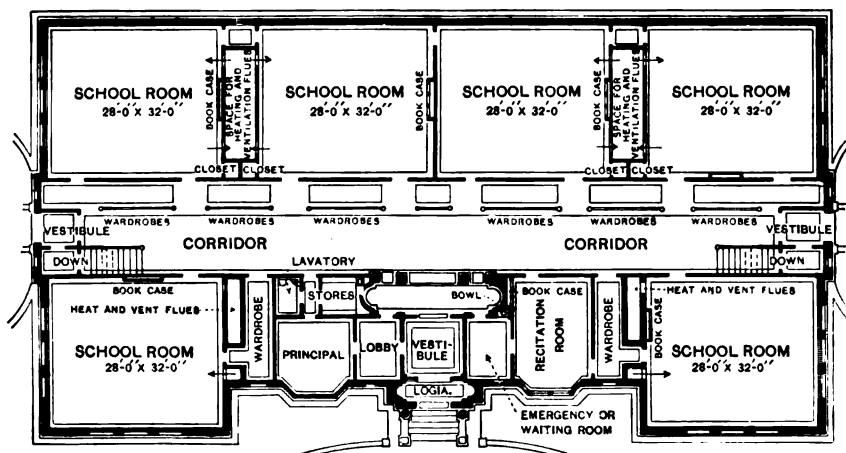 SCHOOL ROOM
28-0" X 32-0"
BOOK CASE
SPACE FOR
HEATING AND
VENTILATION FLUES
SCHOOL ROOM
28-0" X 32-0"
BOOK CASE
SCHOOL ROOM
28-0" X 32-0"
BOOK CASE
SPACE FOR
HEATING AND
VENTILATION FLUES
SCHOOL ROOM
28-0" X 32-0"
CLOSET
CLOSET
CLOSET
CLOSET
WARDROBES
WARDROBES
WARDROBES
WARDROBES
WARDROBES
WARDROBES
VESTIBULE
VESTIBULE
CORRIDOR
CORRIDOR
DOWN
LAVATORY
DOWN
BOOK CASE
HEAT AND VENT FLUES
STORES
BOWL
BOOK CASE
HEAT AND VENT FLUES
SCHOOL ROOM
28-0" X 32-0"
WARDROBE
PRINCIPAL
LOBBY
VESTI-
BULE
RECITATION
ROOM
WARDROBE
BOOK CASE
SCHOOL ROOM
28-0" X 32-0"
LOGIA.
EMERGENCY OR
WAITING ROOM